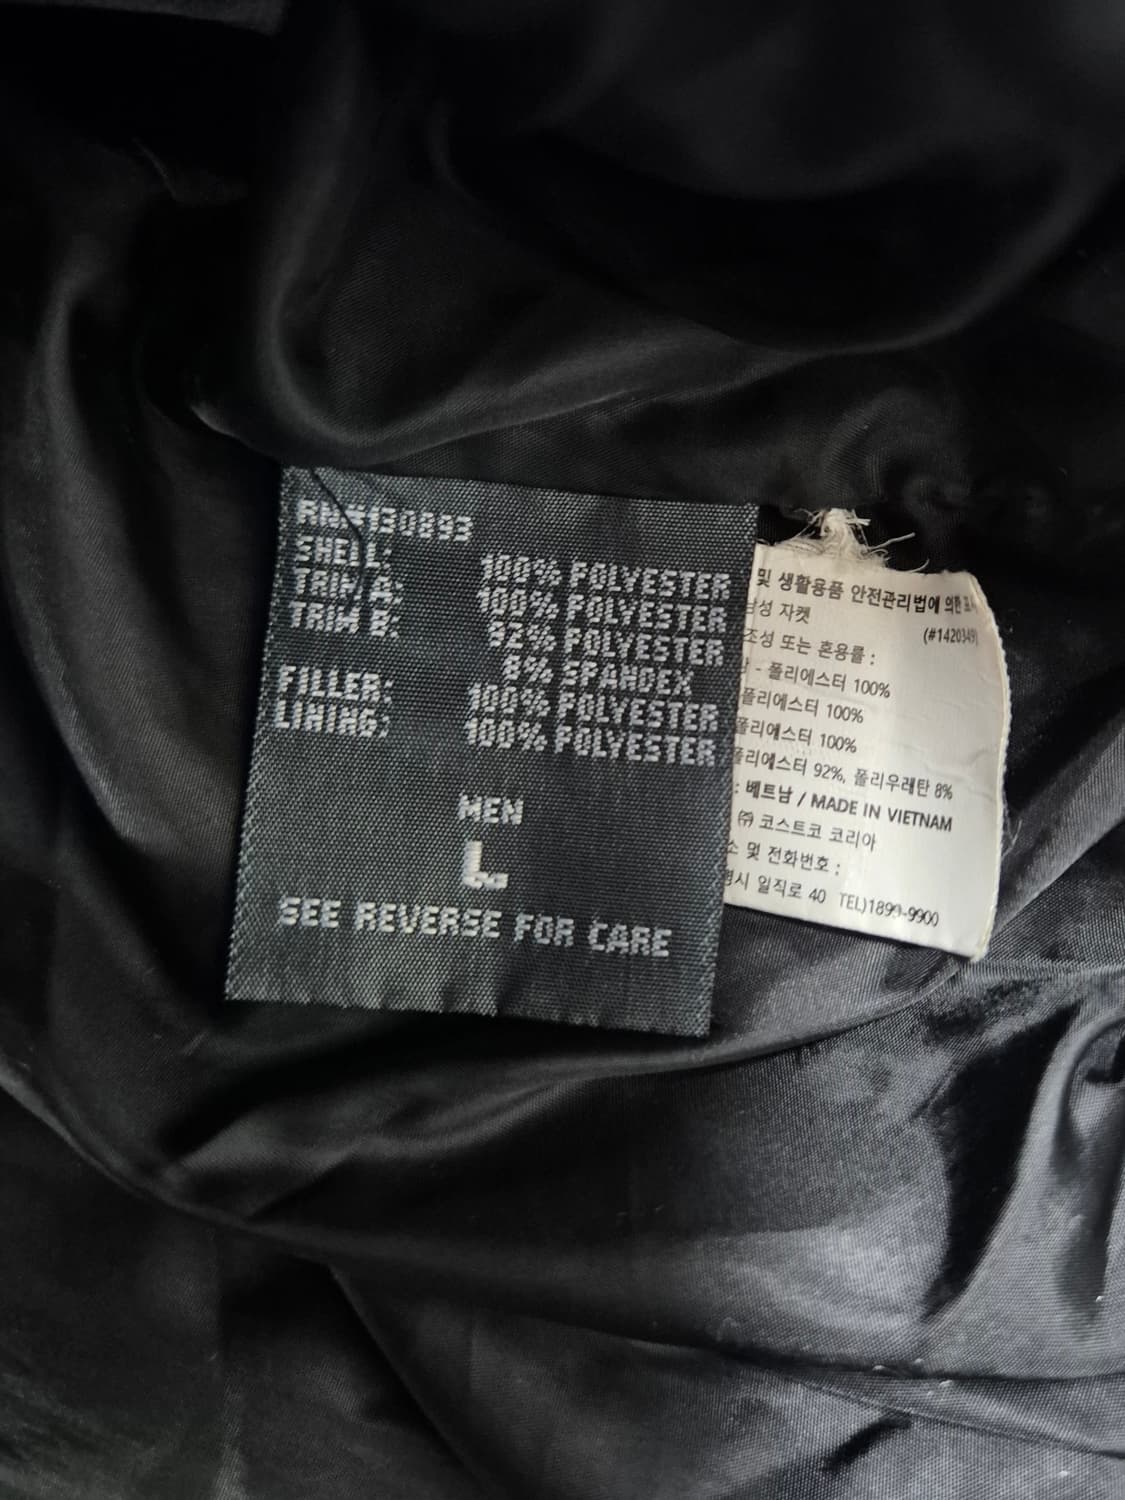 RN#130893
SHELL: 100% POLYESTER
TRIM A: 100% POLYESTER
TRIM B: 92% POLYESTER
8% SPANDEX
FILLER: 100% POLYESTER
LINING: 100% POLYESTER
MEN
L
SEE REVERSE FOR CARE
및 생활용품 안전관리법에 의한
자켓 (#1420349)
조성 또는 혼용률 :
- 폴리에스터 100%
폴리에스터 100%
폴리에스터 100%
폴리에스터 92%, 폴리우레탄 8%
: 베트남 / MADE IN VIETNAM
㈜ 코스트코 코리아
및 전화번호 :
일직로 40 TEL)1899-9900